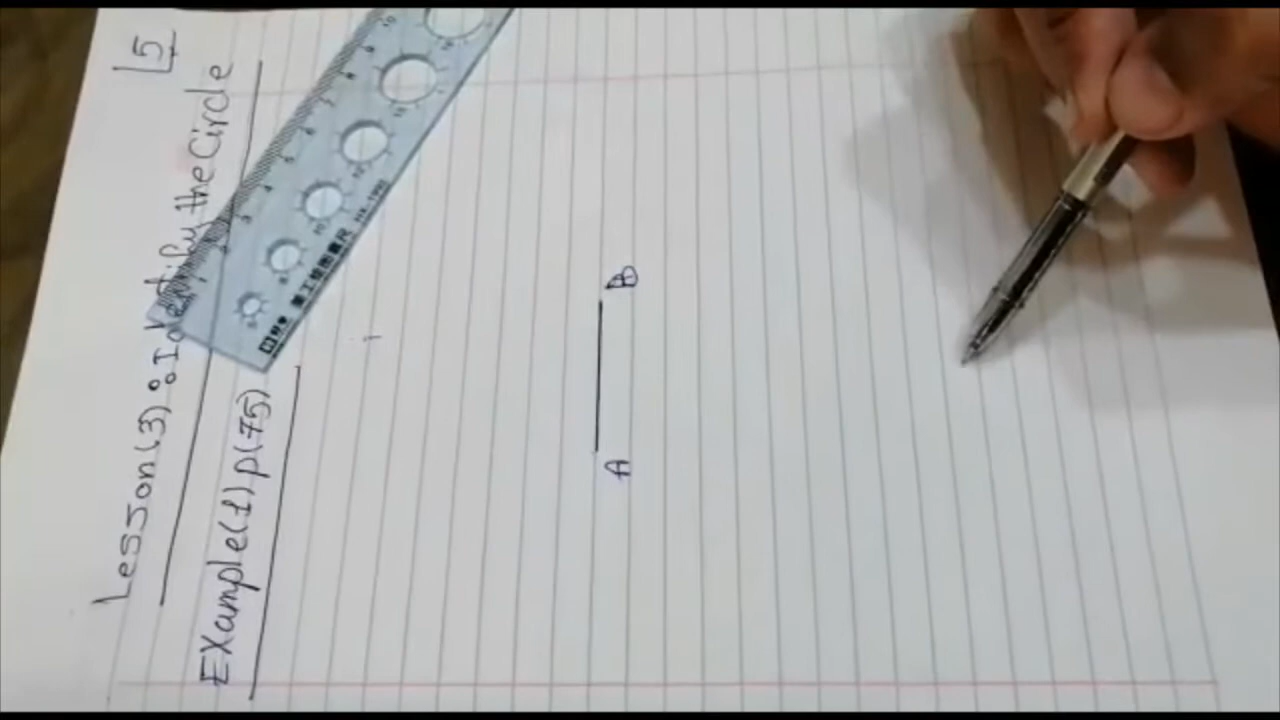 5
Lesson(3) : Identify the Circle
Example(1) p(75)
A B